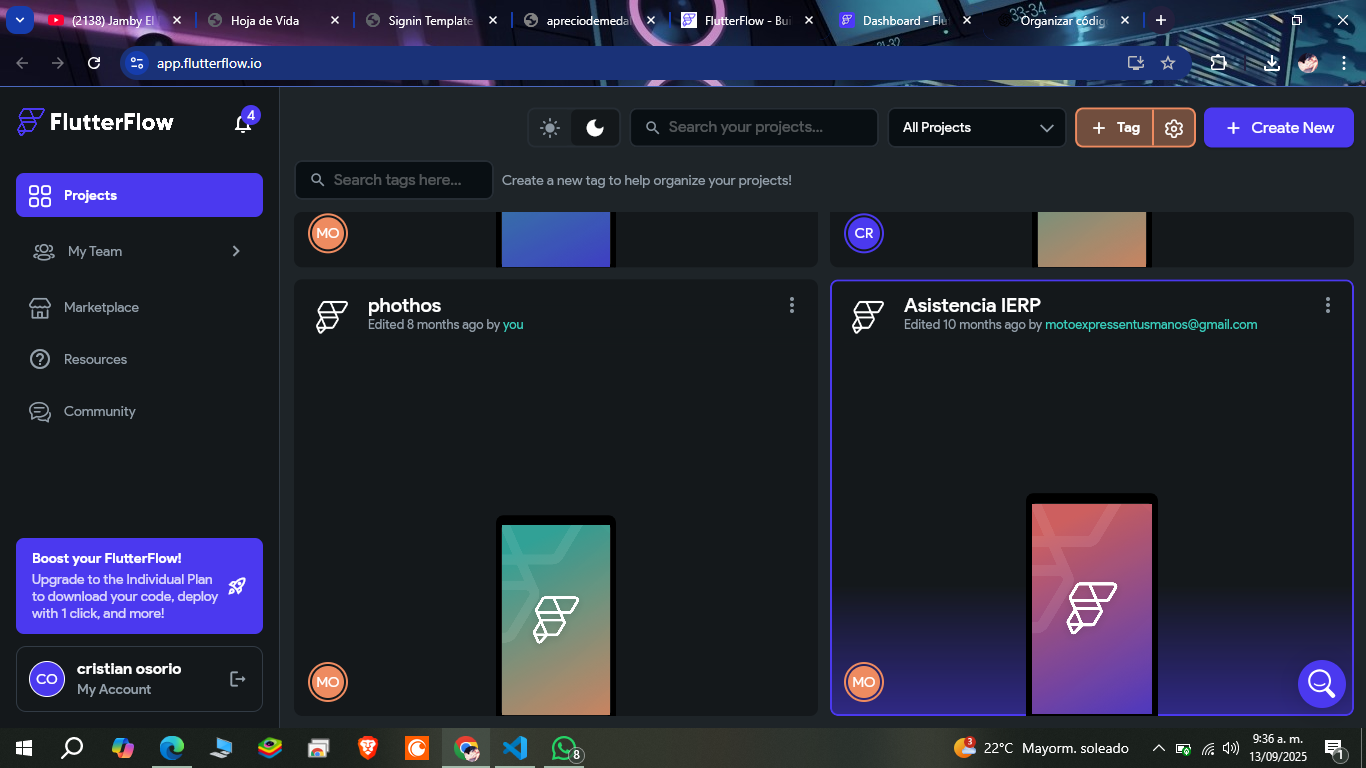 (2138) Jamby El
Hoja de Vida
Signin Template
apreciodemedal
FlutterFlow - Bui
Dashboard - Flu
Organizar códig
app.flutterflow.io
FlutterFlow
4
Search your projects...
All Projects
+ Tag
+ Create New
Search tags here...
Create a new tag to help organize your projects!
Projects
My Team
Marketplace
Resources
Community
MO
CR
phothos
Edited 8 months ago by you
MO
Asistencia IERP
Edited 10 months ago by motoexpressentusmanos@gmail.com
MO
Boost your FlutterFlow!
Upgrade to the Individual Plan
to download your code, deploy
with 1 click, and more!
CO
cristian osorio
My Account
8
3
22°C Mayorm. soleado
9:36 a. m.
13/09/2025
1